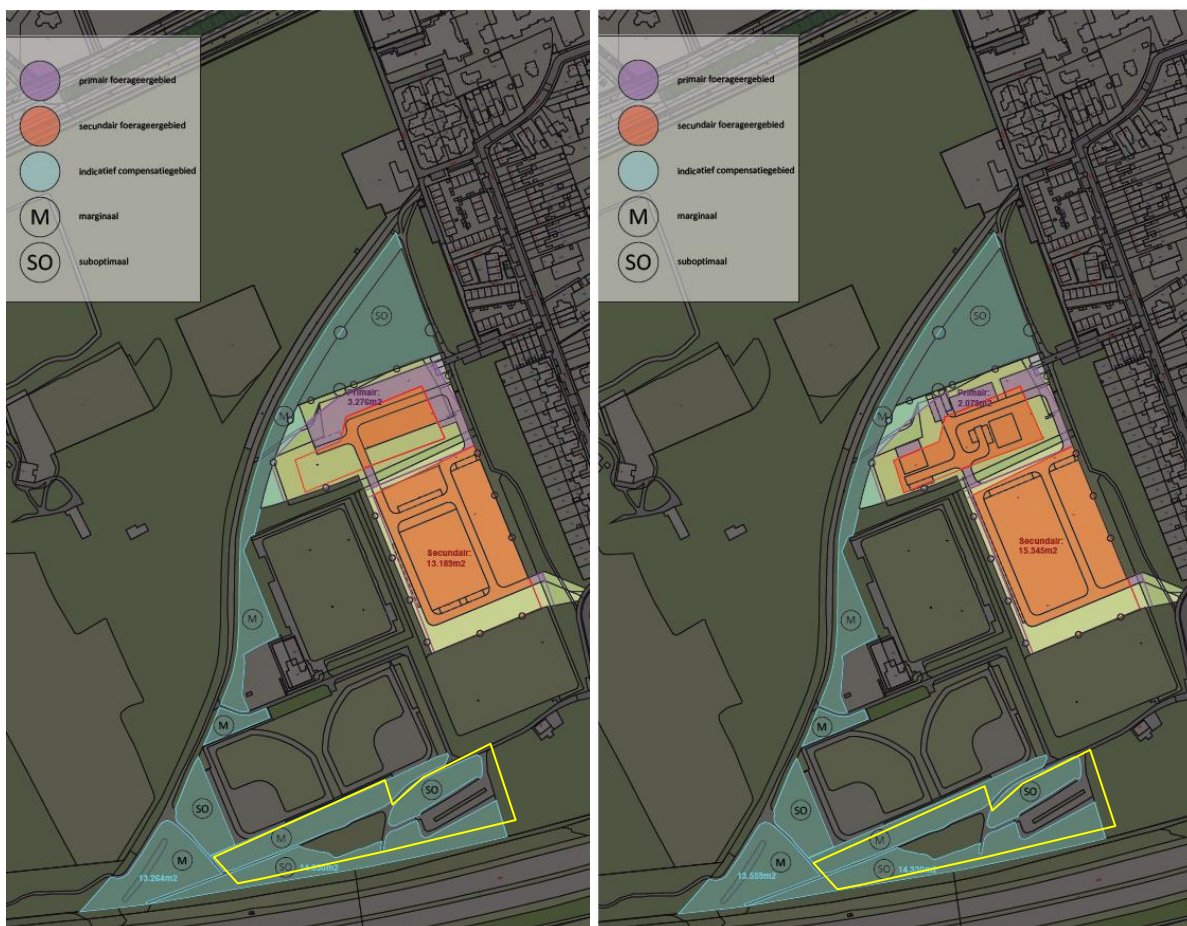 primair foerageergebied
secundair foerageergebied
indicatief compensatiegebied
M
marginaal
SO
suboptimaal
SO
Primair:
3.276m2
M
Secundair:
13.189m2
M
M
SO
SO
M
M
SO
13.264m2
primair foerageergebied
secundair foerageergebied
indicatief compensatiegebied
M
marginaal
SO
suboptimaal
SO
Primair:
2.079m2
M
Secundair:
15.345m2
M
M
SO
SO
M
M
SO
13.559m2